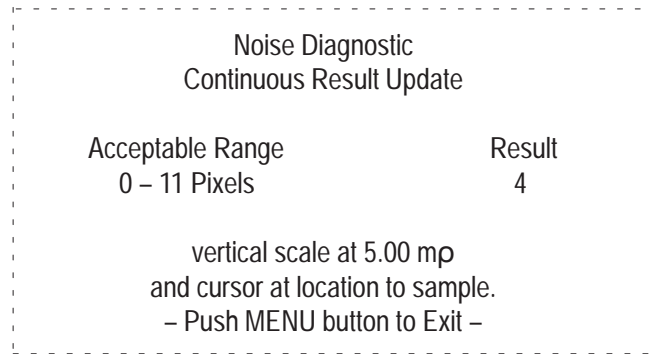 Noise Diagnostic
Continuous Result Update
Acceptable Range Result
0 – 11 Pixels 4
vertical scale at 5.00 mρ
and cursor at location to sample.
– Push MENU button to Exit –